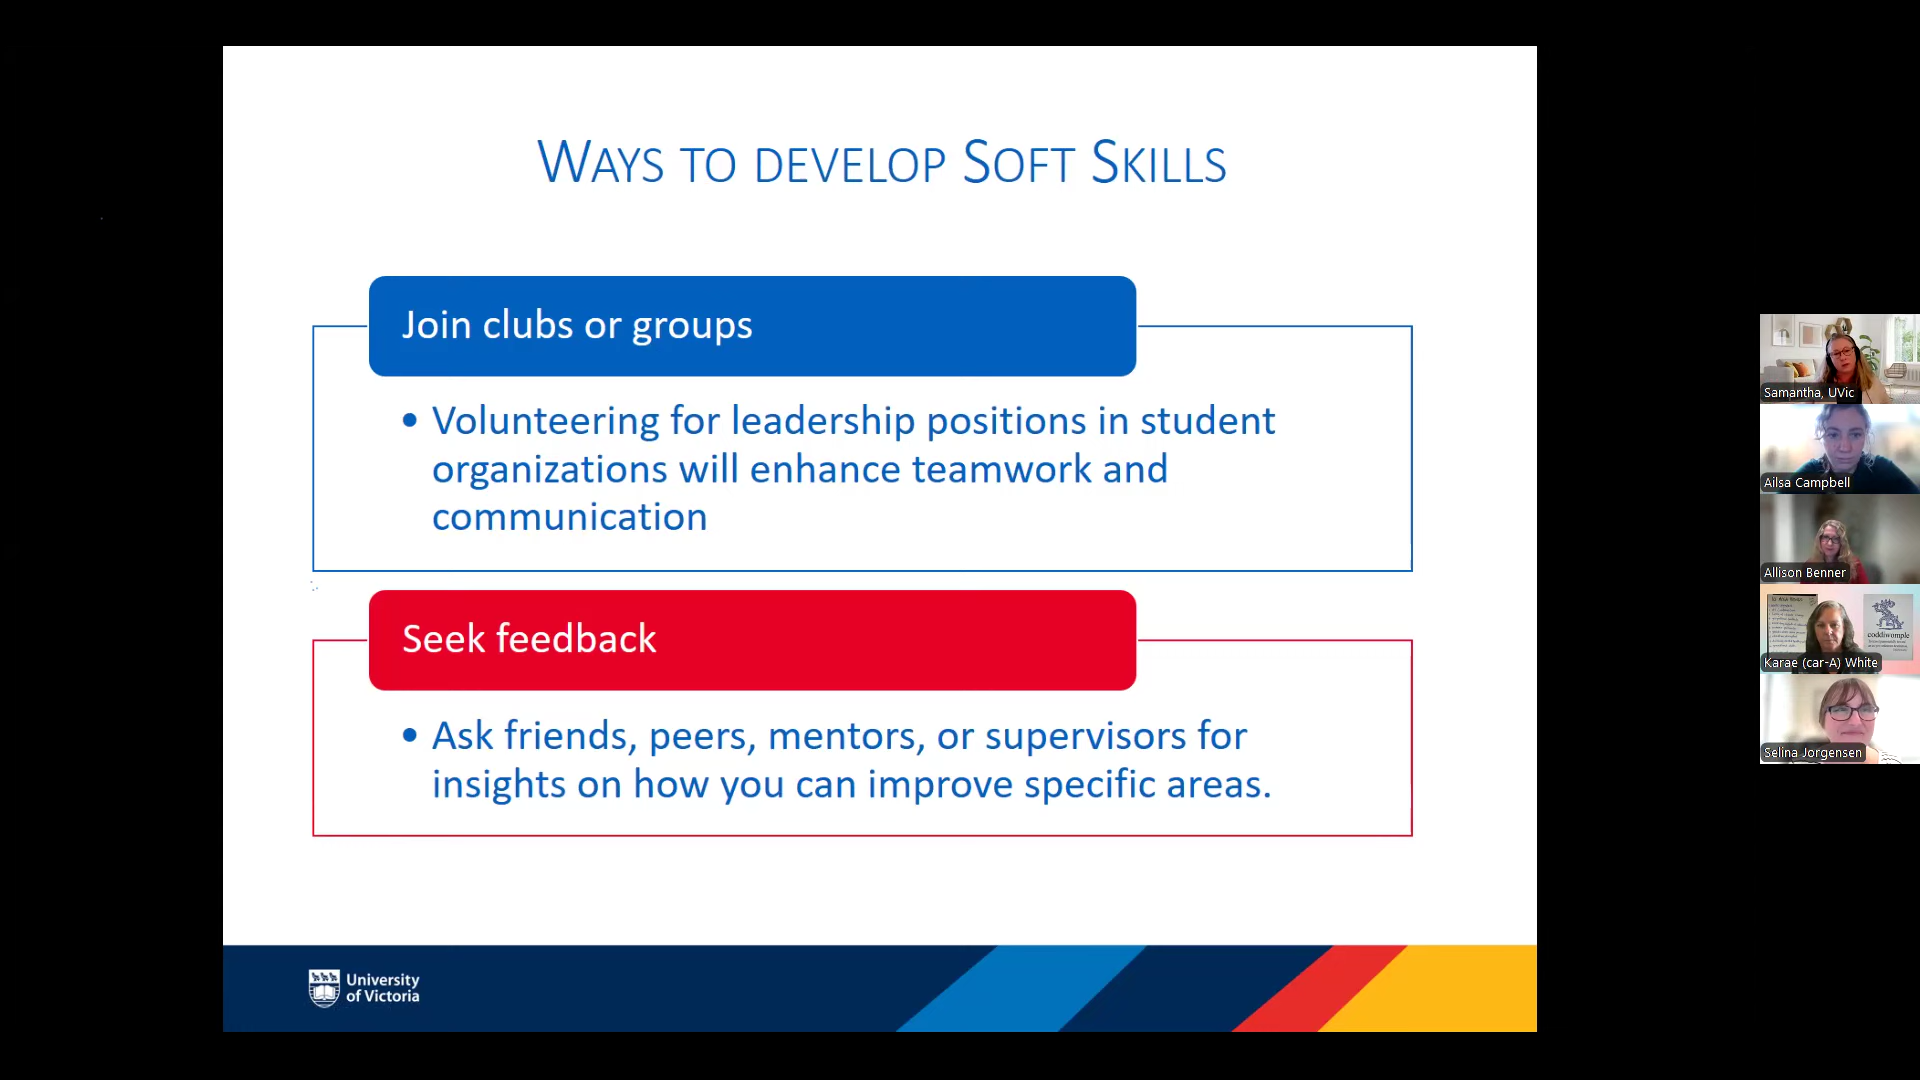 WAYS TO DEVELOP SOFT SKILLS
Join clubs or groups
• Volunteering for leadership positions in student
organizations will enhance teamwork and
communication
Seek feedback
• Ask friends, peers, mentors, or supervisors for
insights on how you can improve specific areas.
University
of Victoria
Samantha, UVic
Ailsa Campbell
Allison Benner
coddiwomple
Karae (car-A) White
Selina Jorgensen